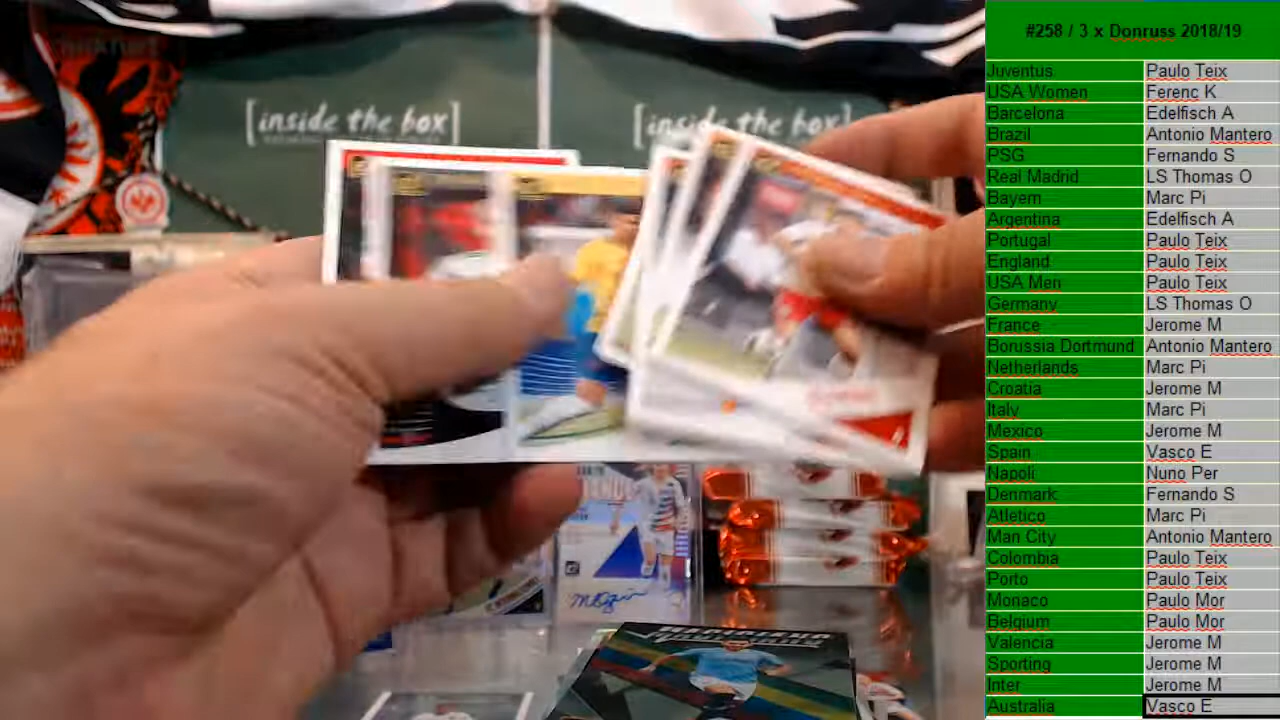 #258 / 3 x Donruss 2018/19
Juventus Paulo Teix
USA Women Ferenc K
Barcelona Edelfisch A
Brazil Antonio Mantero
PSG Fernando S
Real Madrid LS Thomas O
Bayern Marc Pi
Argentina Edelfisch A
Portugal Paulo Teix
England Paulo Teix
USA Men Paulo Teix
Germany LS Thomas O
France Jerome M
Borussia Dortmund Antonio Mantero
Netherlands Marc Pi
Croatia Jerome M
Italy Marc Pi
Mexico Jerome M
Spain Vasco E
Napoli Nuno Per
Denmark Fernando S
Atletico Marc Pi
Man City Antonio Mantero
Colombia Paulo Teix
Porto Paulo Teix
Monaco Paulo Mor
Belgium Paulo Mor
Valencia Jerome M
Sporting Jerome M
Inter Jerome M
Australia Vasco E
[inside the box]
[inside the box]